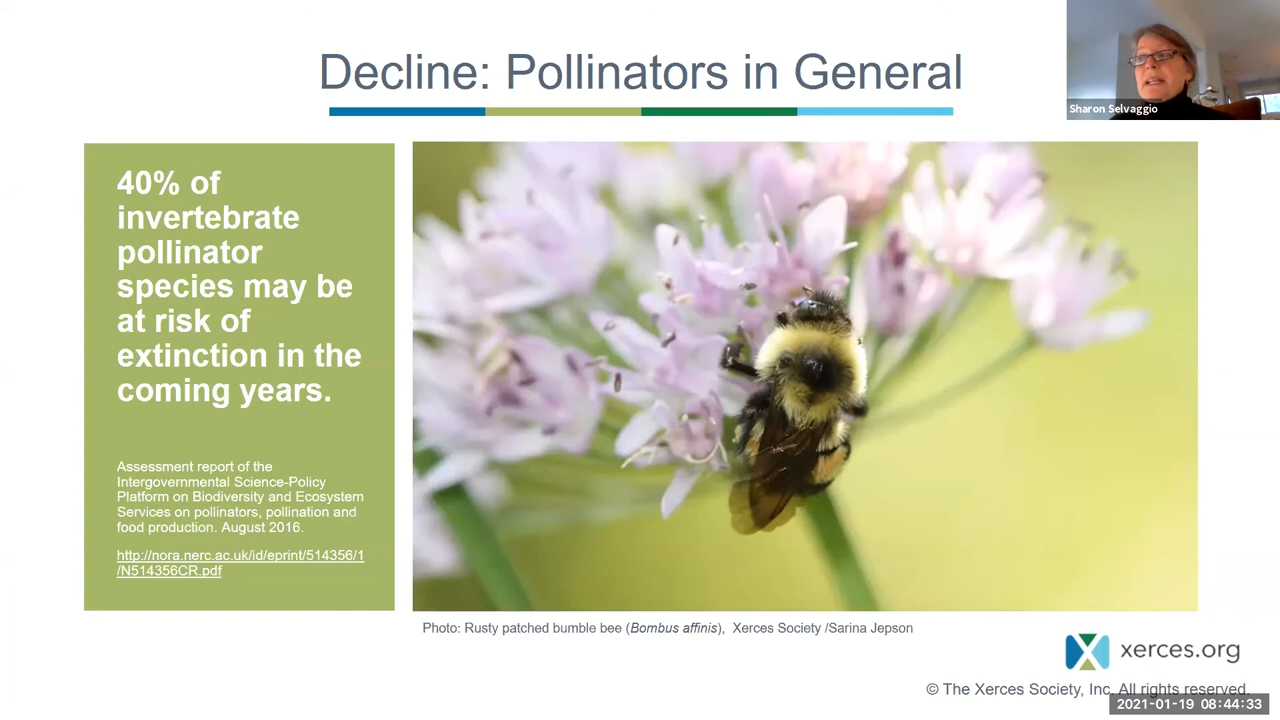 Decline: Pollinators in General
Sharon Selvaggio
40% of
invertebrate
pollinator
species may be
at risk of
extinction in the
coming years.
Assessment report of the
Intergovernmental Science-Policy
Platform on Biodiversity and Ecosystem
Services on pollinators, pollination and
food production. August 2016.
http://nora.nerc.ac.uk/id/eprint/514356/1
/N514356CR.pdf
Photo: Rusty patched bumble bee (Bombus affinis),  Xerces Society /Sarina Jepson
xerces.org
© The Xerces Society, Inc. All rights reserved.
2021-01-19 08:44:33